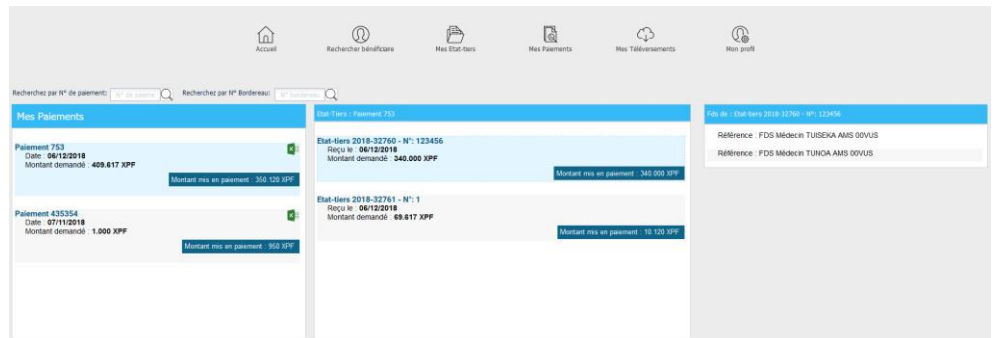 Accueil
Rechercher bénéficiaire
Mes Etat-tiers
Mes Paiements
Mes Téléversements
Mon profil
Recherchez par N° de paiement:
Recherchez par N° Bordereau:
Mes Paiements
Paiement 753
Date : 06/12/2018
Montant demandé : 409.617 XPF
Montant mis en paiement : 350.120 XPF
Paiement 435354
Date : 07/11/2018
Montant demandé : 1.000 XPF
Montant mis en paiement : 950 XPF
Etat-Tiers : Paiement 753
Etat-tiers 2018-32760 - N°: 123456
Reçu le : 06/12/2018
Montant demandé : 340.000 XPF
Montant mis en paiement : 340.000 XPF
Etat-tiers 2018-32761 - N°: 1
Reçu le : 06/12/2018
Montant demandé : 69.617 XPF
Montant mis en paiement : 10.120 XPF
Fds de : Etat-tiers 2018-32760 - N°: 123456
Référence : FDS Médecin TUISEKA AMS 00VUS
Référence : FDS Médecin TUNOA AMS 00VUS